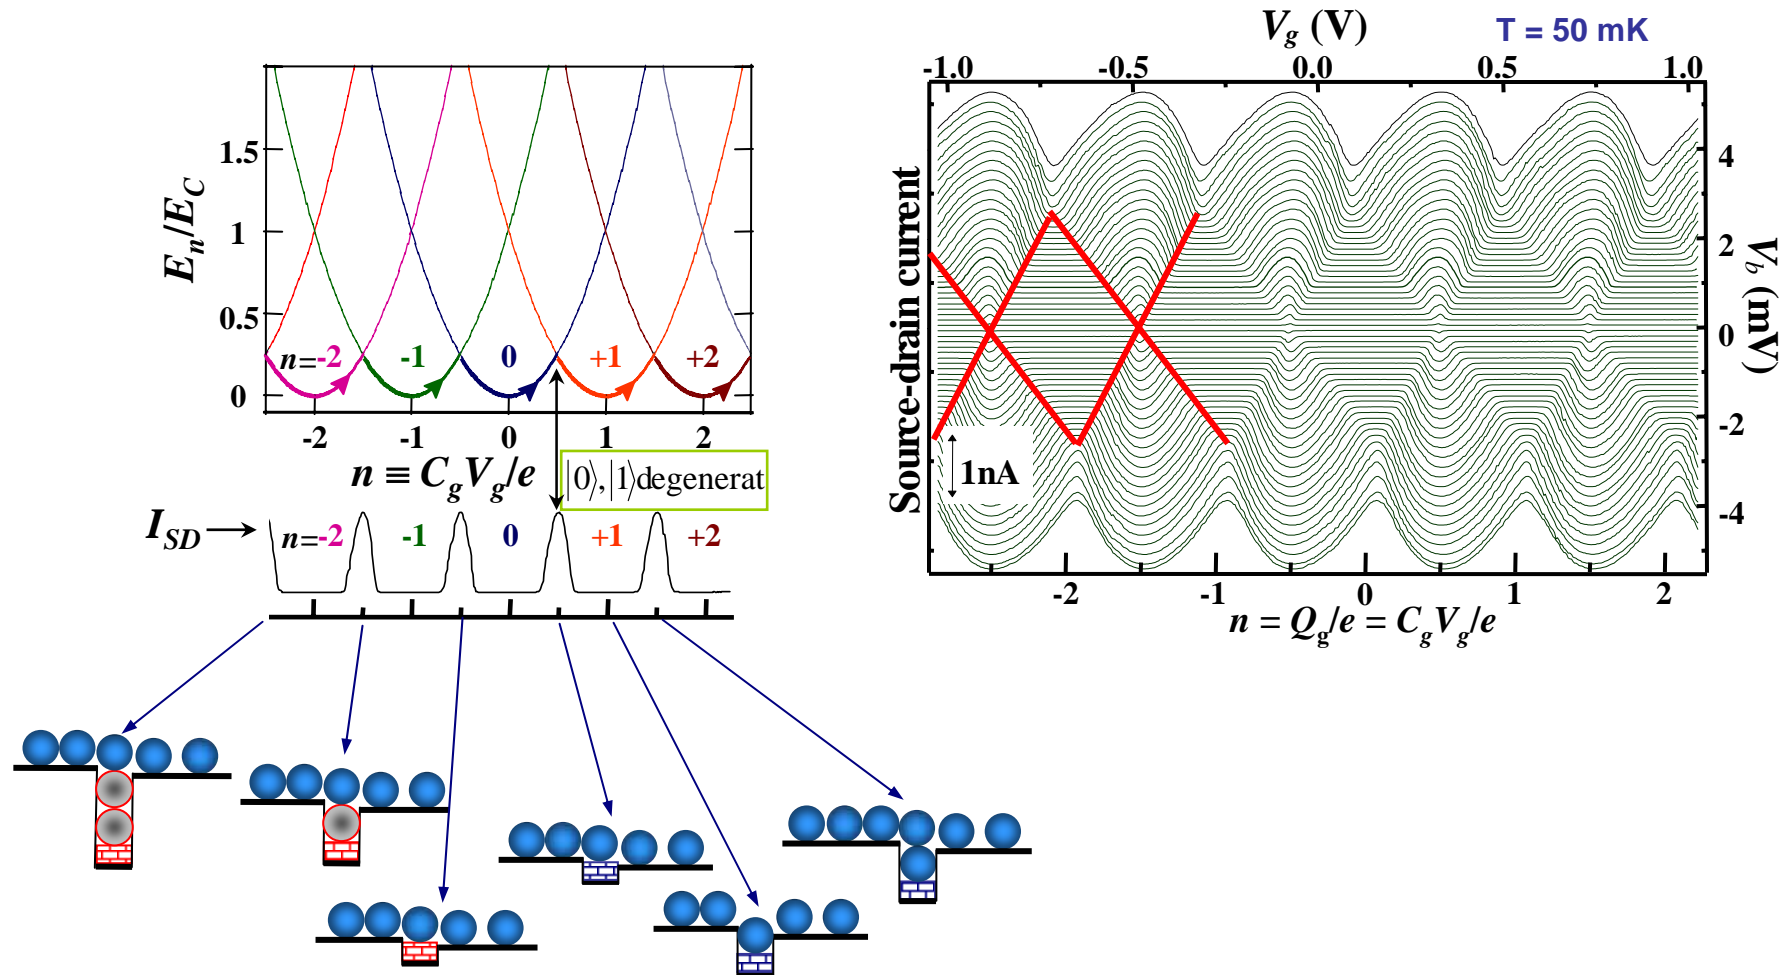 1.5
1
0.5
0
E_n/E_C
n=-2 -1 0 +1 +2
-2 -1 0 1 2
n ≡ C_gV_g/e
|0⟩,|1⟩degenerat
I_SD
n=-2 -1 0 +1 +2
V_g (V)
T = 50 mK
-1.0 -0.5 0.0 0.5 1.0
Source-drain current
1nA
4
2
0
-2
-4
V_b (mV)
-2 -1 0 1 2
n = Q_g/e = C_gV_g/e